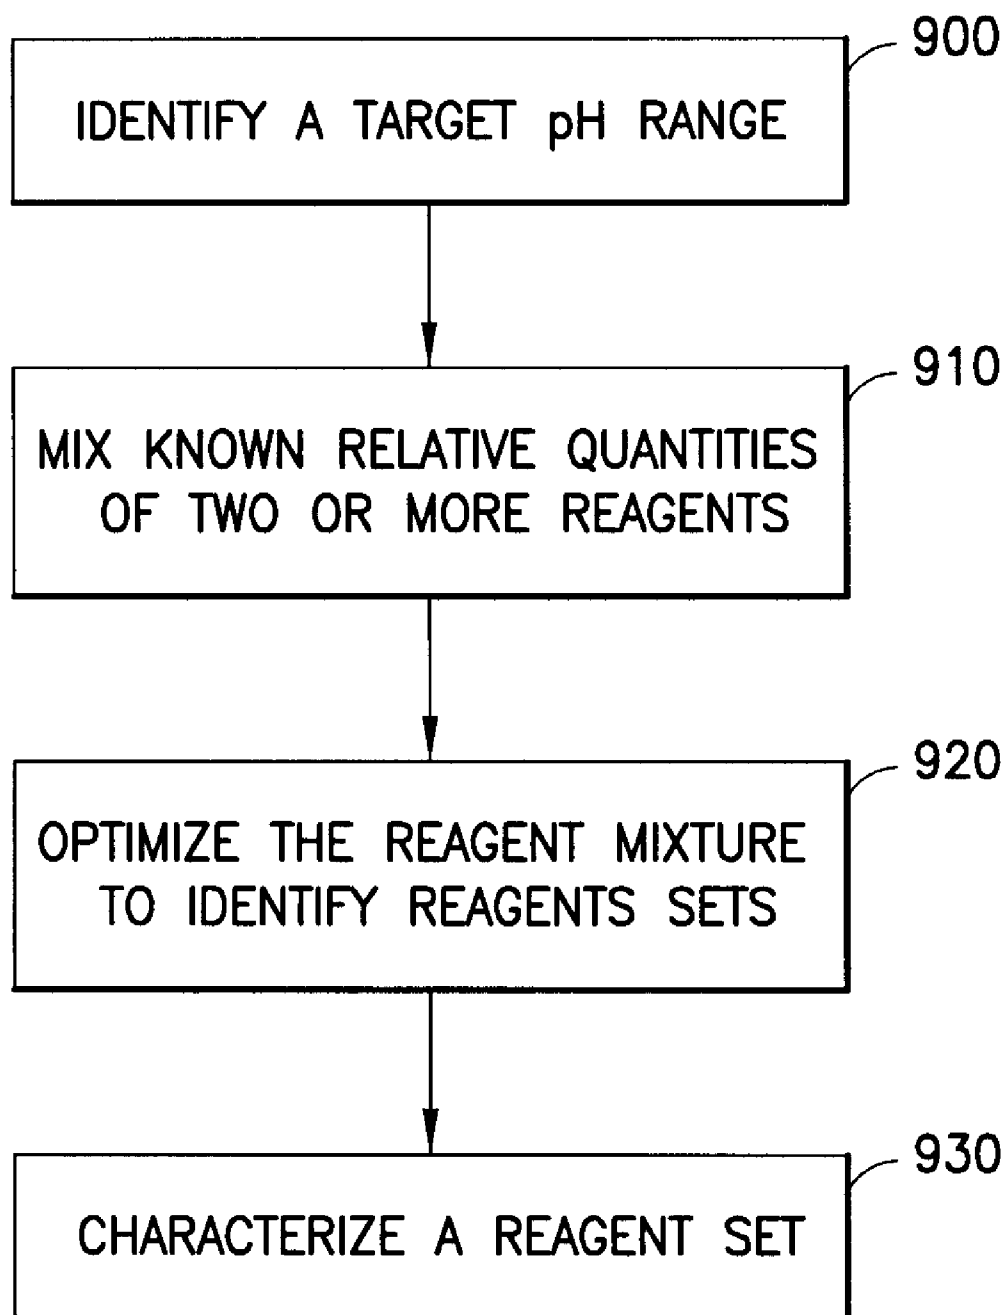 900
IDENTIFY A TARGET pH RANGE
910
MIX KNOWN RELATIVE QUANTITIES
OF TWO OR MORE REAGENTS
920
OPTIMIZE THE REAGENT MIXTURE
TO IDENTIFY REAGENTS SETS
930
CHARACTERIZE A REAGENT SET